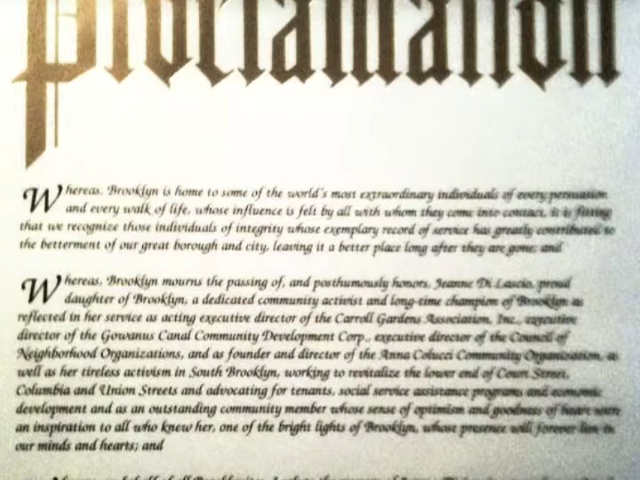 Proclamation
Whereas, Brooklyn is home to some of the world's most extraordinary individuals of every persuasion
and every walk of life, whose influence is felt by all with whom they come into contact, it is fitting
that we recognize those individuals of integrity whose exemplary record of service has greatly contributed to
the betterment of our great borough and city, leaving it a better place long after they are gone; and
Whereas, Brooklyn mourns the passing of, and posthumously honors, Jeanne Di Lascio, proud
daughter of Brooklyn, a dedicated community activist and long-time champion of Brooklyn as
reflected in her service as acting executive director of the Carroll Gardens Association, Inc., executive
director of the Gowanus Canal Community Development Corp., executive director of the Council of
Neighborhood Organizations, and as founder and director of the Anna Colucci Community Organization, as
well as her tireless activism in South Brooklyn, working to revitalize the lower end of Court Street,
Columbia and Union Streets and advocating for tenants, social service assistance programs and economic
development and as an outstanding community member whose sense of optimism and goodness of heart were
an inspiration to all who knew her, one of the bright lights of Brooklyn, whose presence will forever live in
our minds and hearts; and